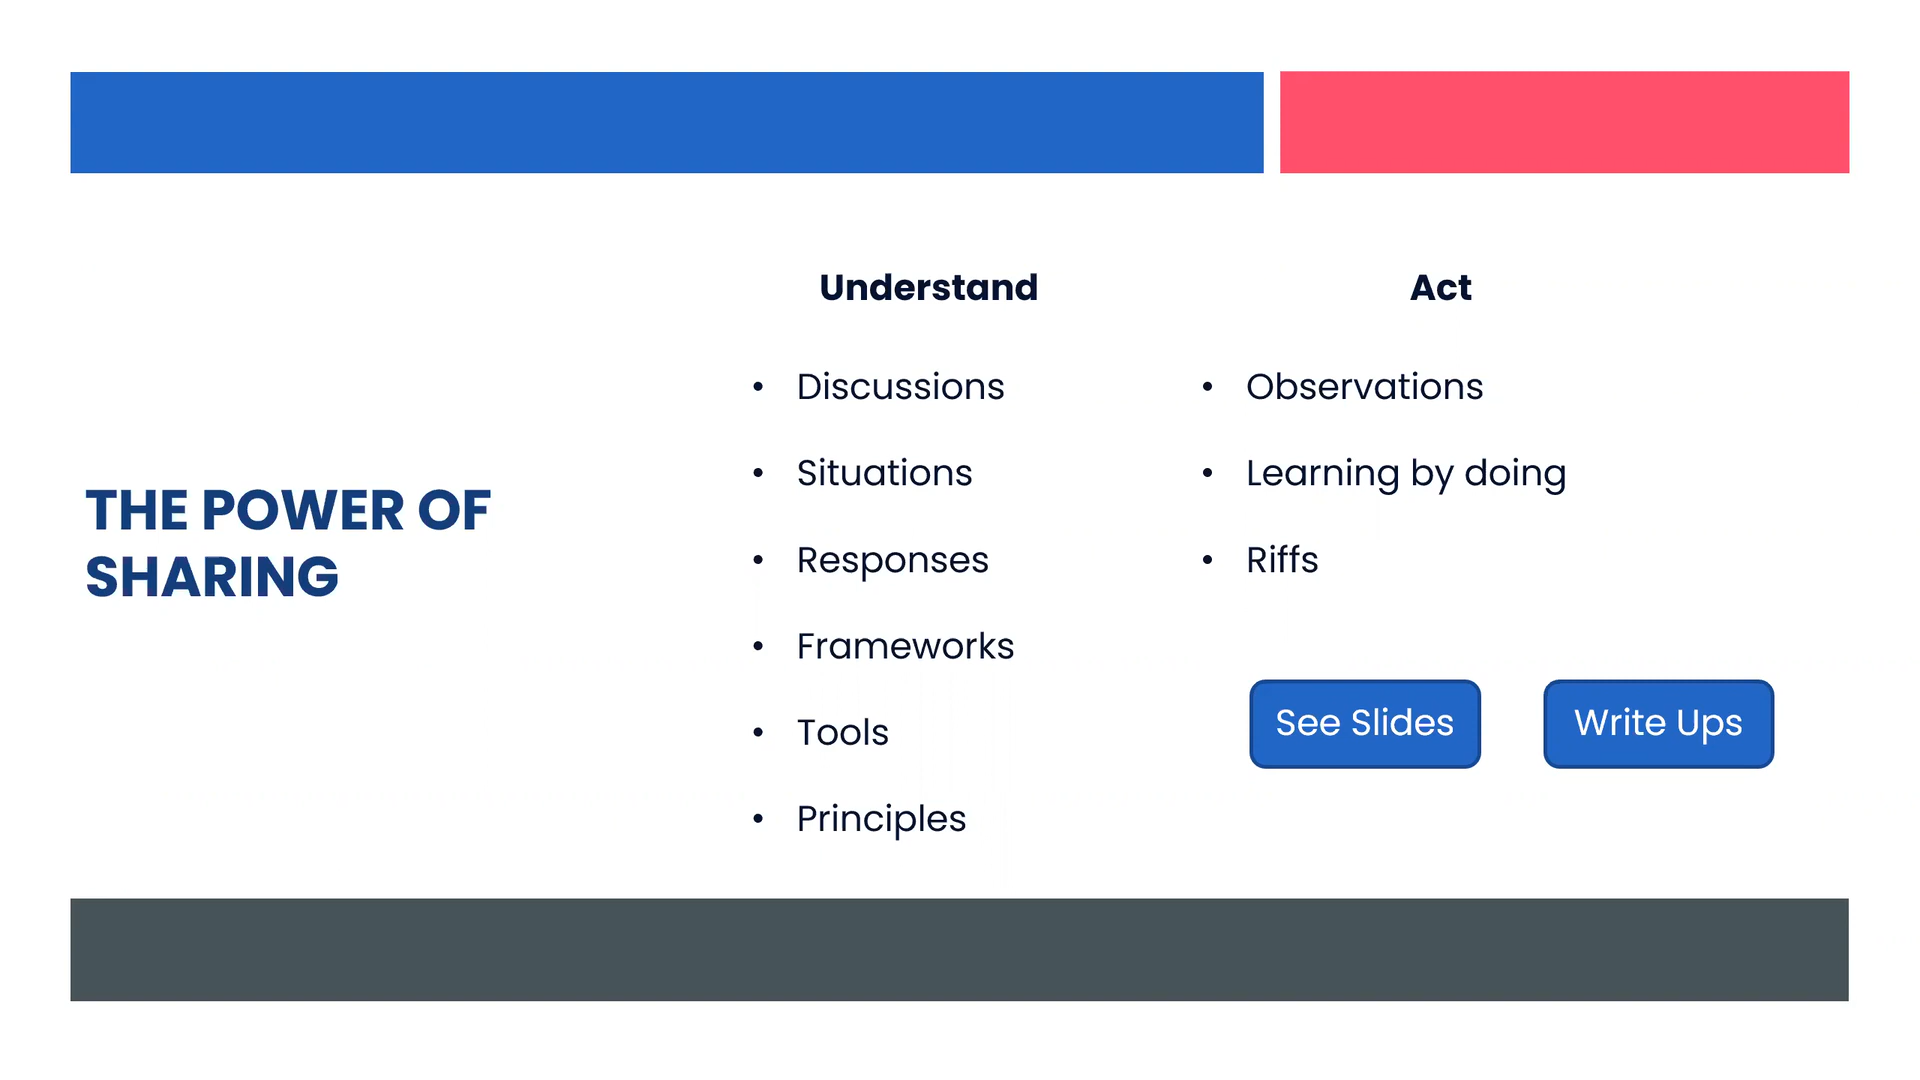 THE POWER OF
SHARING
Understand
• Discussions
• Situations
• Responses
• Frameworks
• Tools
• Principles
Act
• Observations
• Learning by doing
• Riffs
See Slides
Write Ups